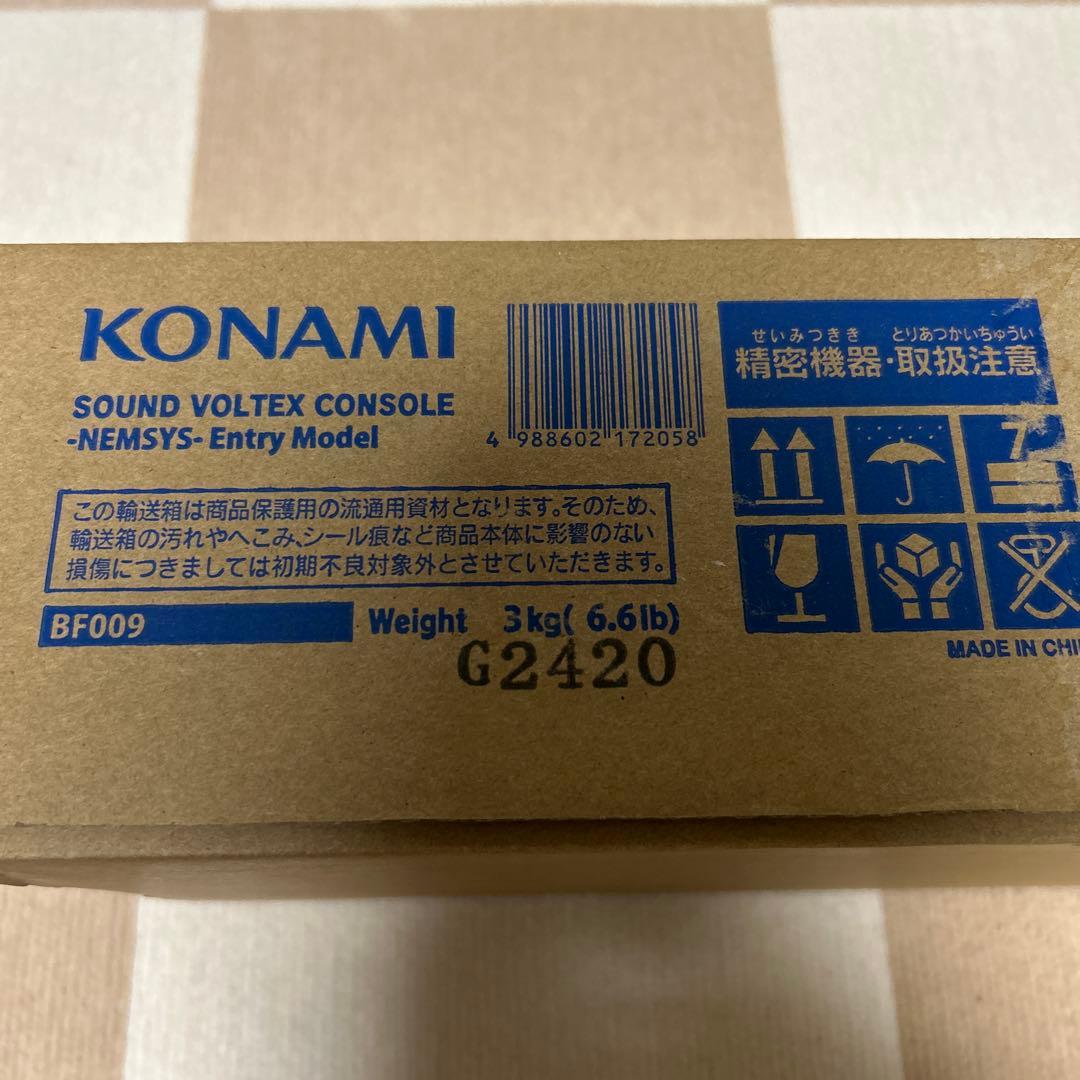 KONAMI
SOUND VOLTEX CONSOLE
-NEMSYS- Entry Model
4 988602 172058
せいみつきき とりあつかいちゅうい
精密機器・取扱注意
7
この輸送箱は商品保護用の流通用資材となります。そのため、
輸送箱の汚れやへこみ、シール痕など商品本体に影響のない
損傷につきましては初期不良対象外とさせていただきます。
BF009
Weight 3kg( 6.6lb)
G2420
MADE IN